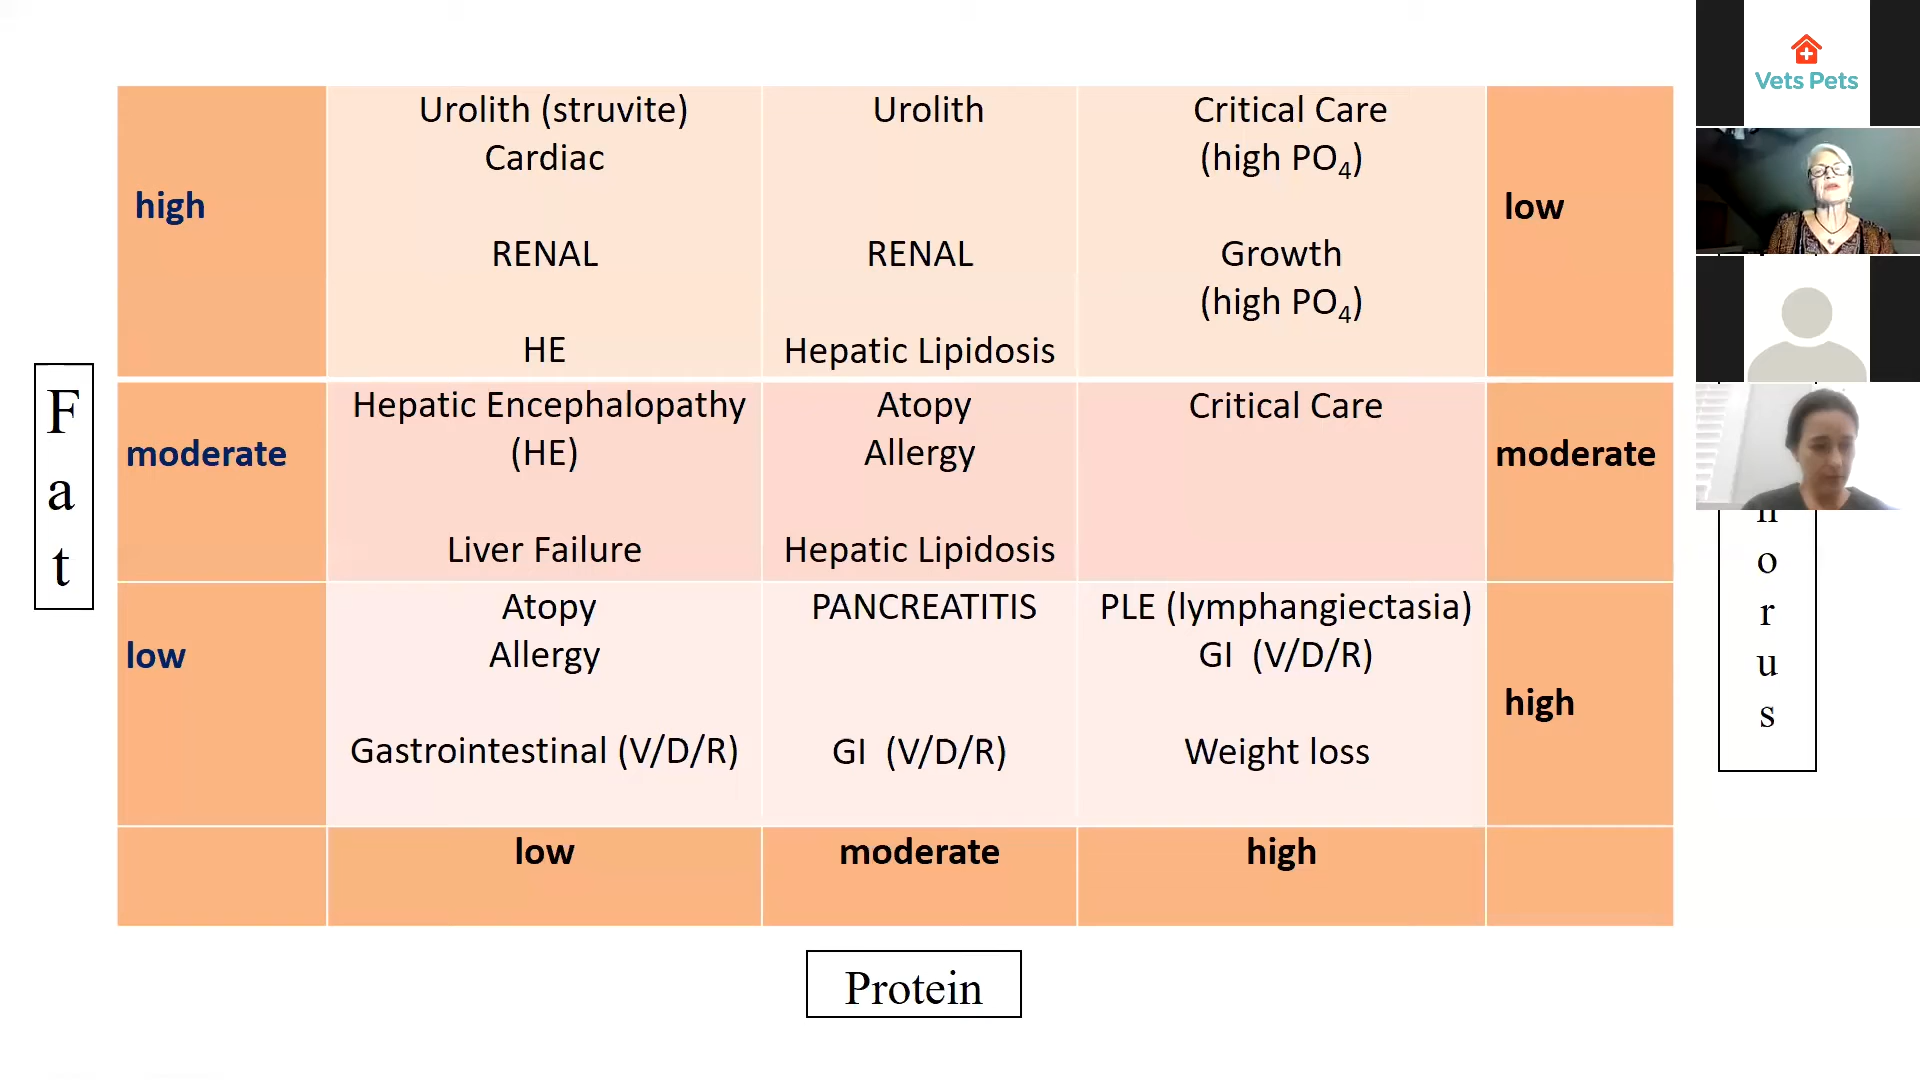 Vets Pets
Urolith (struvite) Urolith Critical Care
Cardiac (high PO4)
high low
RENAL RENAL Growth
(high PO4)
HE Hepatic Lipidosis
Hepatic Encephalopathy Atopy Critical Care
(HE) Allergy
moderate moderate
Liver Failure Hepatic Lipidosis
Atopy PANCREATITIS PLE (lymphangiectasia)
Allergy GI (V/D/R)
low
high
Gastrointestinal (V/D/R) GI (V/D/R) Weight loss
low moderate high
F
a
t
o
r
u
s
Protein